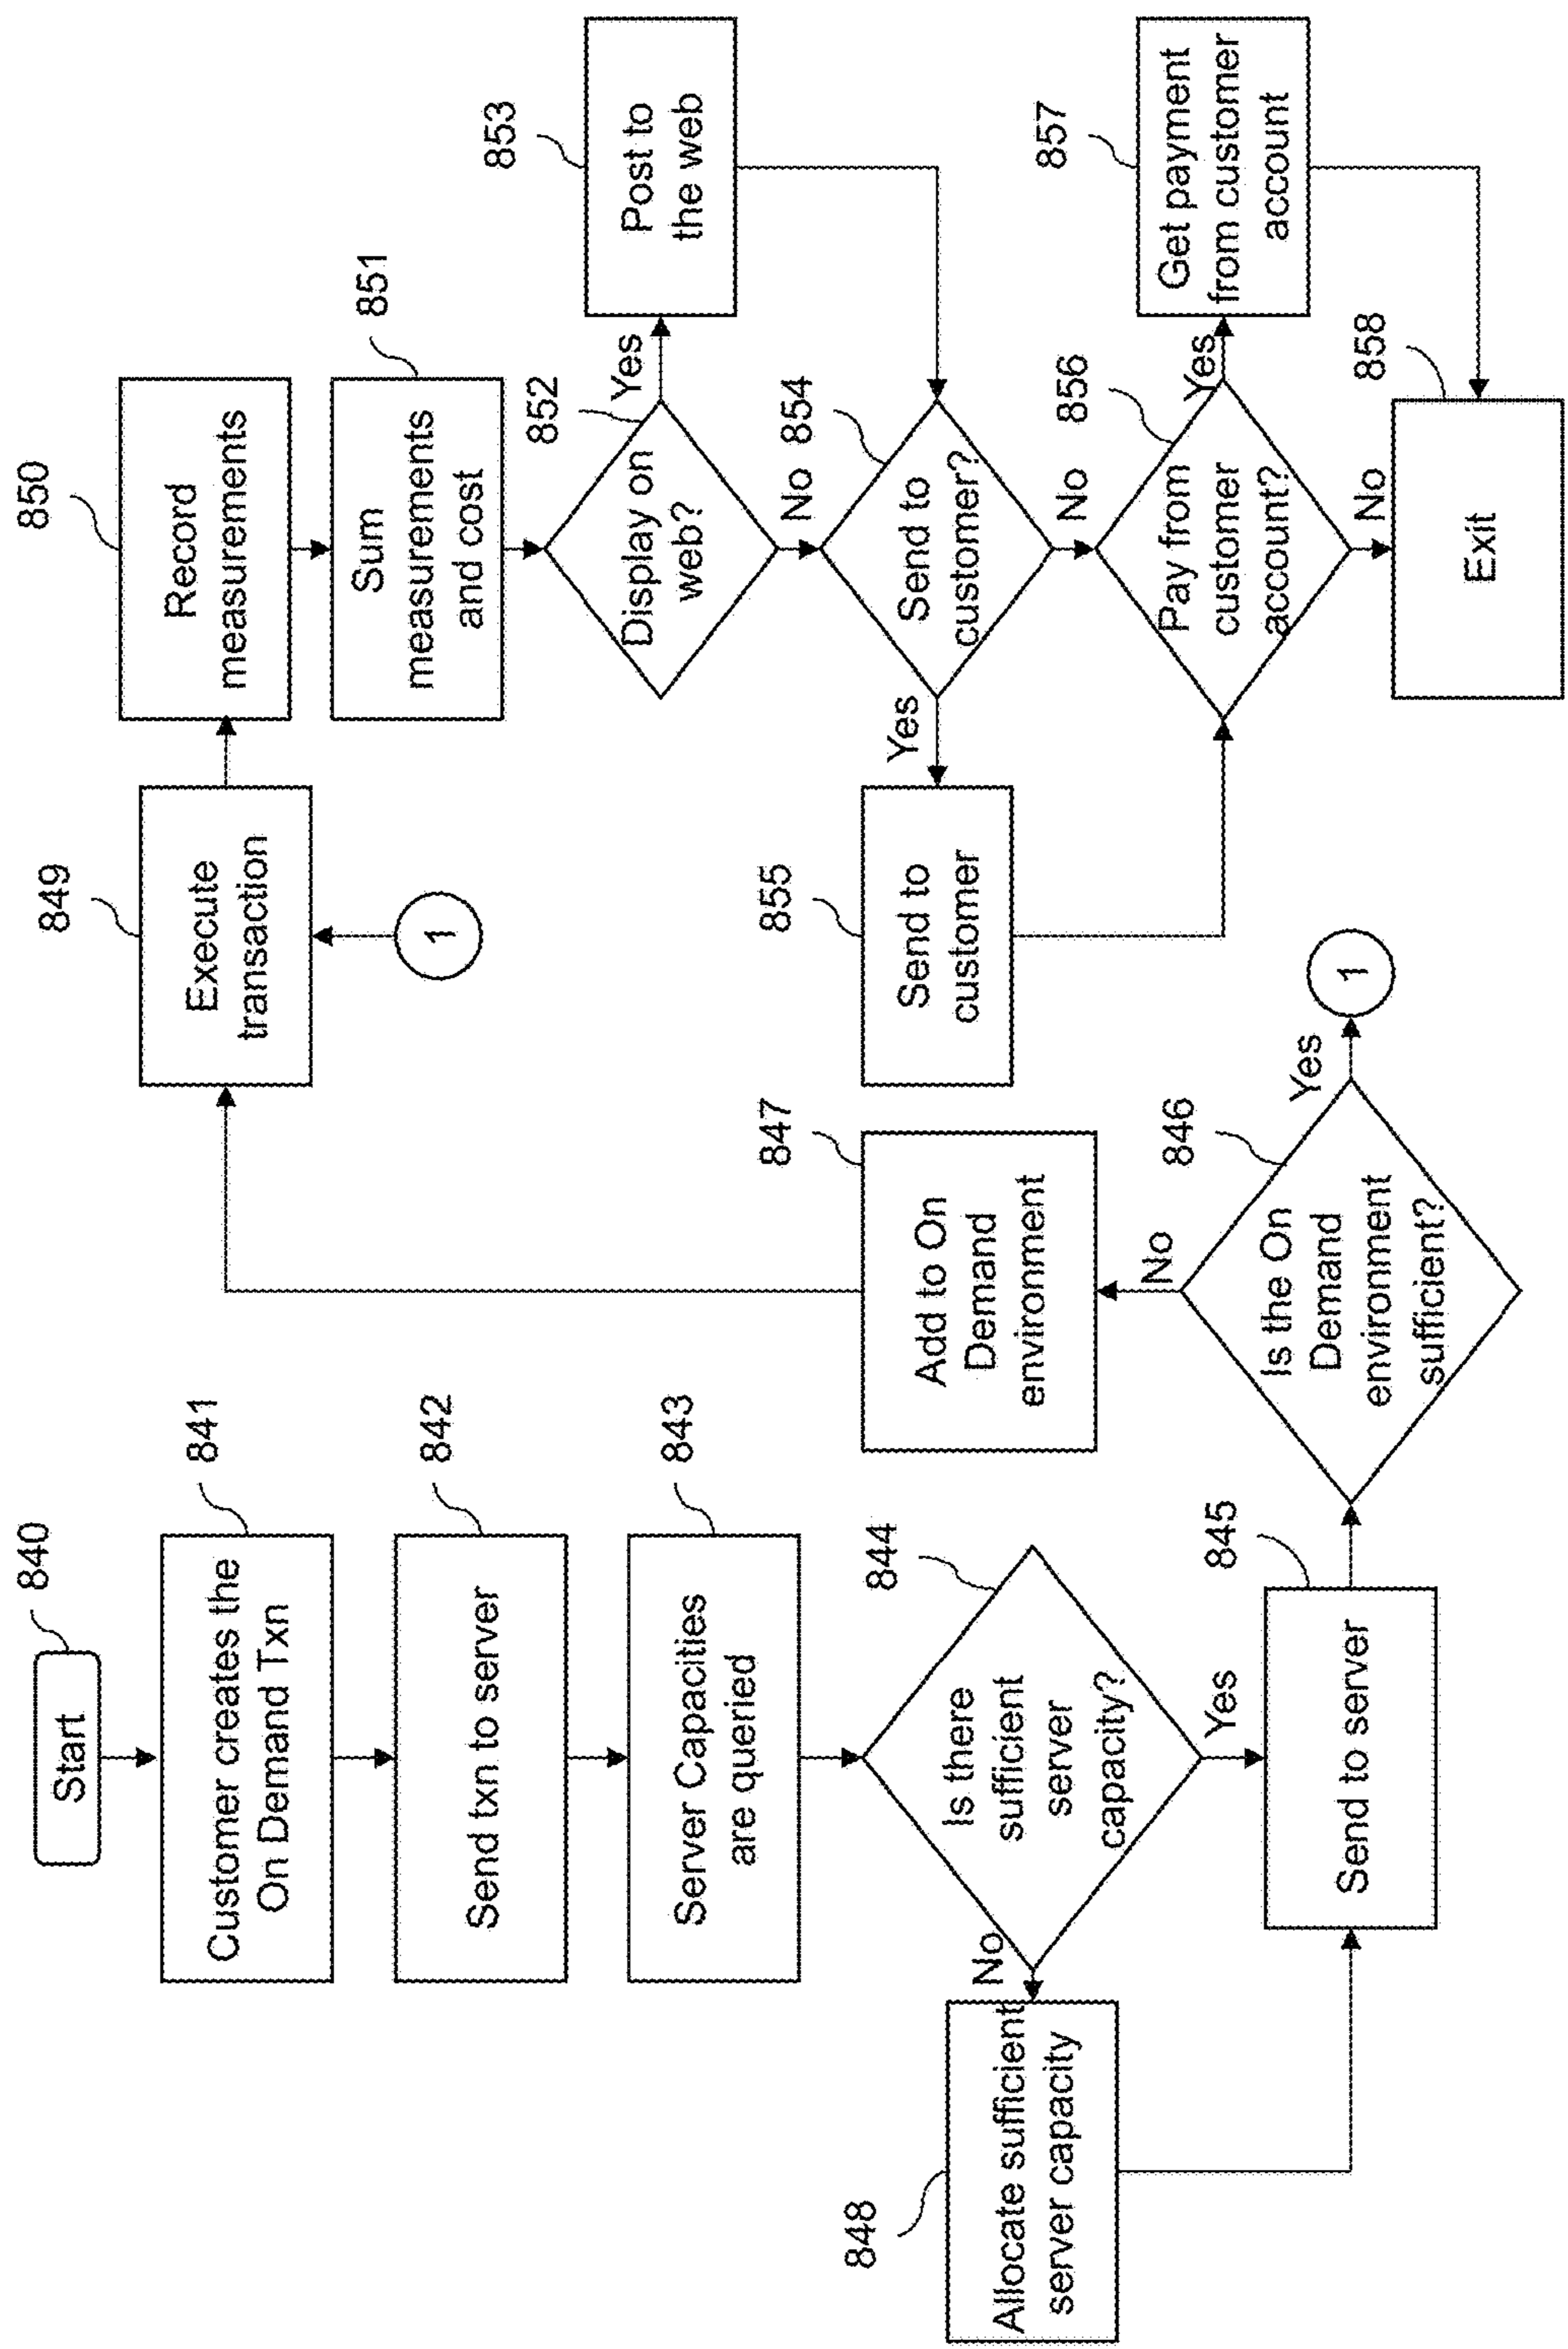 840
Start
841
Customer creates the
On Demand Txn
842
Send txn to server
843
Server Capacities
are queried
844
Is there
sufficient
server
capacity?
No
Yes
848
Allocate sufficient
server capacity
845
Send to server
846
Is the On
Demand
environment
sufficient?
No
Yes
1
847
Add to On
Demand
environment
849
Execute
transaction
1
850
Record
measurements
851
Sum
measurements
and cost
852
Display on
web?
Yes
No
853
Post to
the web
854
Send to
customer?
Yes
No
855
Send to
customer
856
Pay from
customer
account?
Yes
No
857
Get payment
from customer
account
858
Exit